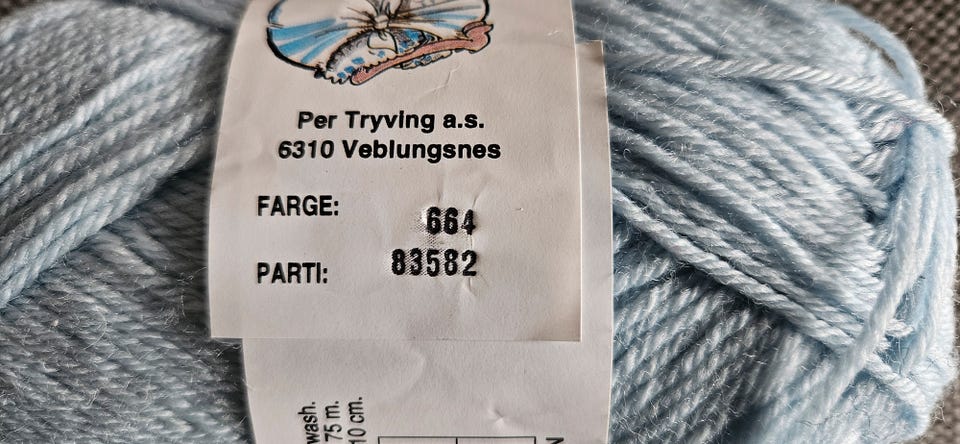 Per Tryving a.s.
6310 Veblungsnes
FARGE: 664
PARTI: 83582
wash.
75 m.
10 cm.
N